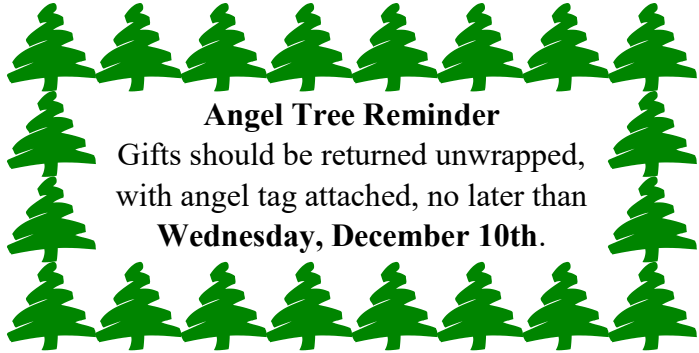 Angel Tree Reminder
Gifts should be returned unwrapped,
with angel tag attached, no later than
Wednesday, December 10th.